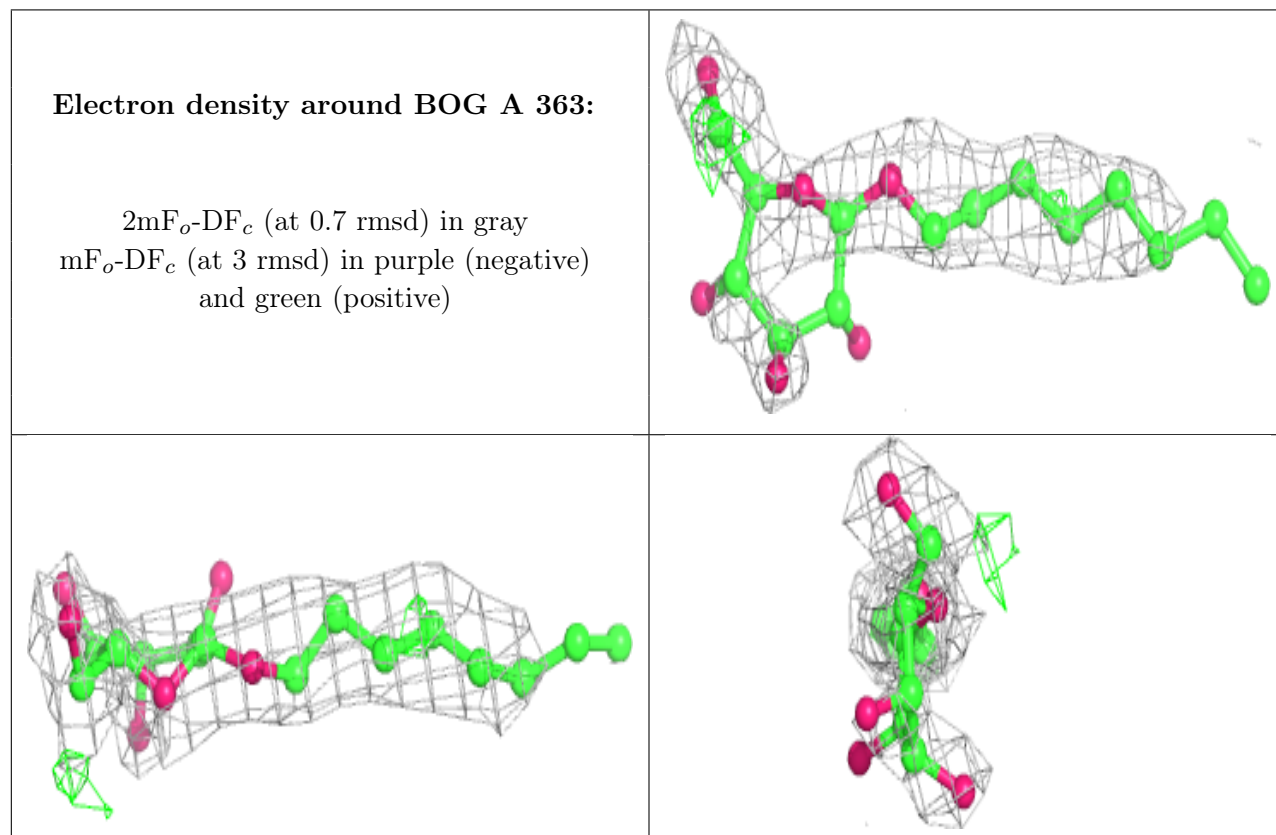 Electron density around BOG A 363:
2mFo-DFc (at 0.7 rmsd) in gray
mFo-DFc (at 3 rmsd) in purple (negative)
and green (positive)